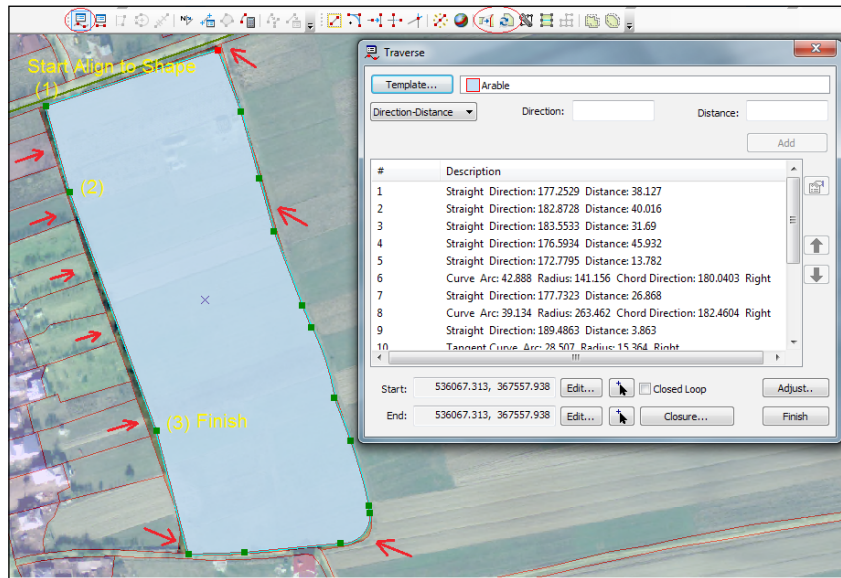 Start Align to Shape
(1)
(2)
(3) Finish
Traverse
Template...
Arable
Direction-Distance
Direction:
Distance:
Add
# Description
1 Straight Direction: 177.2529 Distance: 38.127
2 Straight Direction: 182.8728 Distance: 40.016
3 Straight Direction: 183.5533 Distance: 31.69
4 Straight Direction: 176.5934 Distance: 45.932
5 Straight Direction: 172.7795 Distance: 13.782
6 Curve Arc: 42.888 Radius: 141.156 Chord Direction: 180.0403 Right
7 Straight Direction: 177.7323 Distance: 26.868
8 Curve Arc: 39.134 Radius: 263.462 Chord Direction: 182.4604 Right
9 Straight Direction: 189.4863 Distance: 3.863
10 Tangent Curve Arc: 28.507 Radius: 15.364 Right
Start: 536067.313, 367557.938 Edit... Closed Loop Adjust..
End: 536067.313, 367557.938 Edit... Closure... Finish